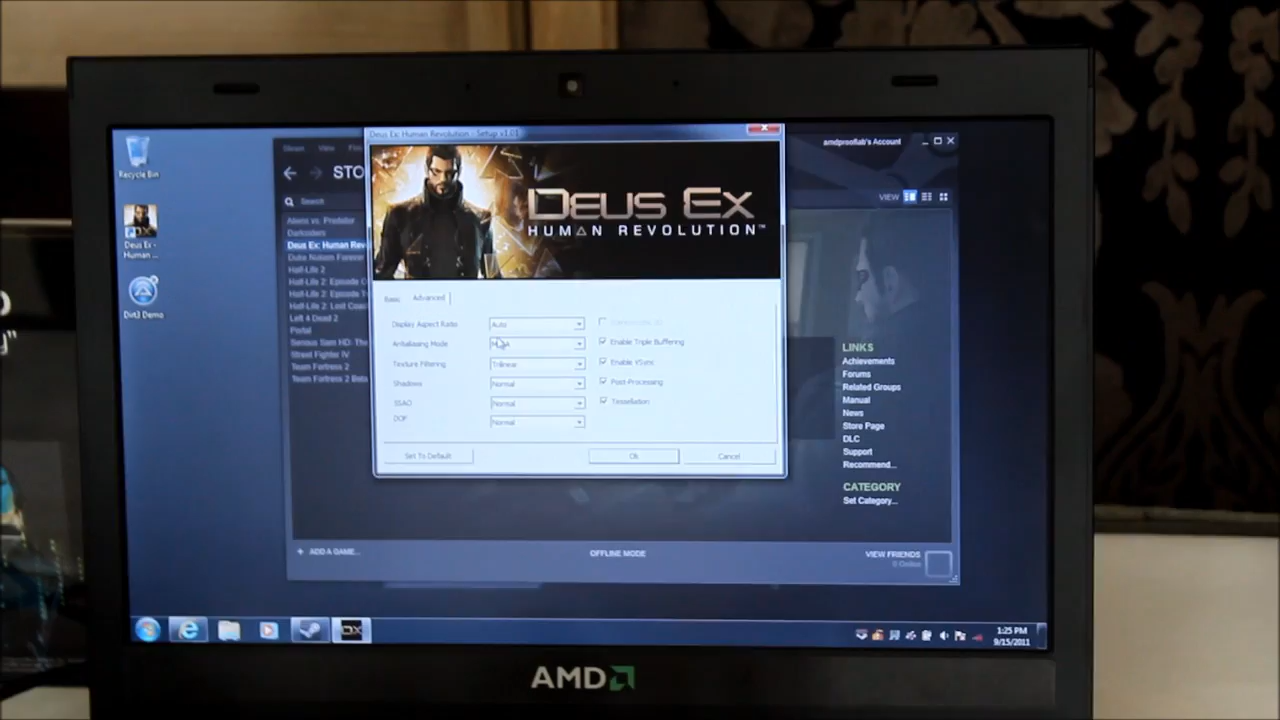 Recycle Bin
Deus Ex -
Human ...
Dirt3 Demo
Steam View
STO
Search
Aliens vs. Predator
Darksiders
Deus Ex: Human Rev
Duke Nukem Forever
Half-Life 2
Half-Life 2: Episode
Half-Life 2: Episode
Half-Life 2: Lost Coas
Left 4 Dead 2
Portal
Serious Sam HD: The
Street Fighter IV
Team Fortress 2
Team Fortress 2 Beta
+ ADD A GAME...
Deus Ex: Human Revolution - Setup v1.01
DEUS EX
HUMAN REVOLUTION™
Basic Advanced
Display Aspect Ratio Auto
Antialiasing Mode
Enable Triple Buffering
Texture Filtering Trilinear
Enable VSync
Shadows Normal
Post-Processing
SSAO Normal
Tessellation
DOF Normal
Set To Default Ok Cancel
amdprooflab's Account
VIEW
LINKS
Achievements
Forums
Related Groups
Manual
News
Store Page
DLC
Support
Recommend...
CATEGORY
Set Category...
OFFLINE MODE
VIEW FRIENDS
0 Online
1:25 PM
9/15/2011
AMD